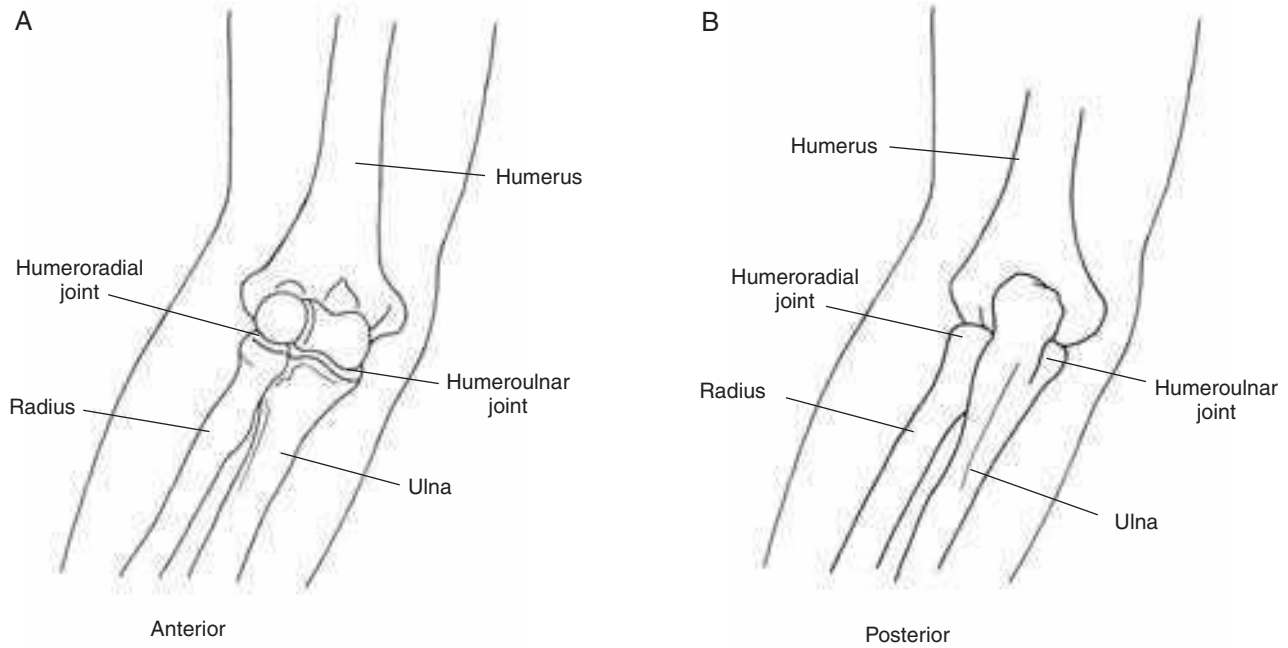 A
Humerus
Humeroradial
joint
Humeroulnar
joint
Radius
Ulna
Anterior
B
Humerus
Humeroradial
joint
Radius
Humeroulnar
joint
Ulna
Posterior